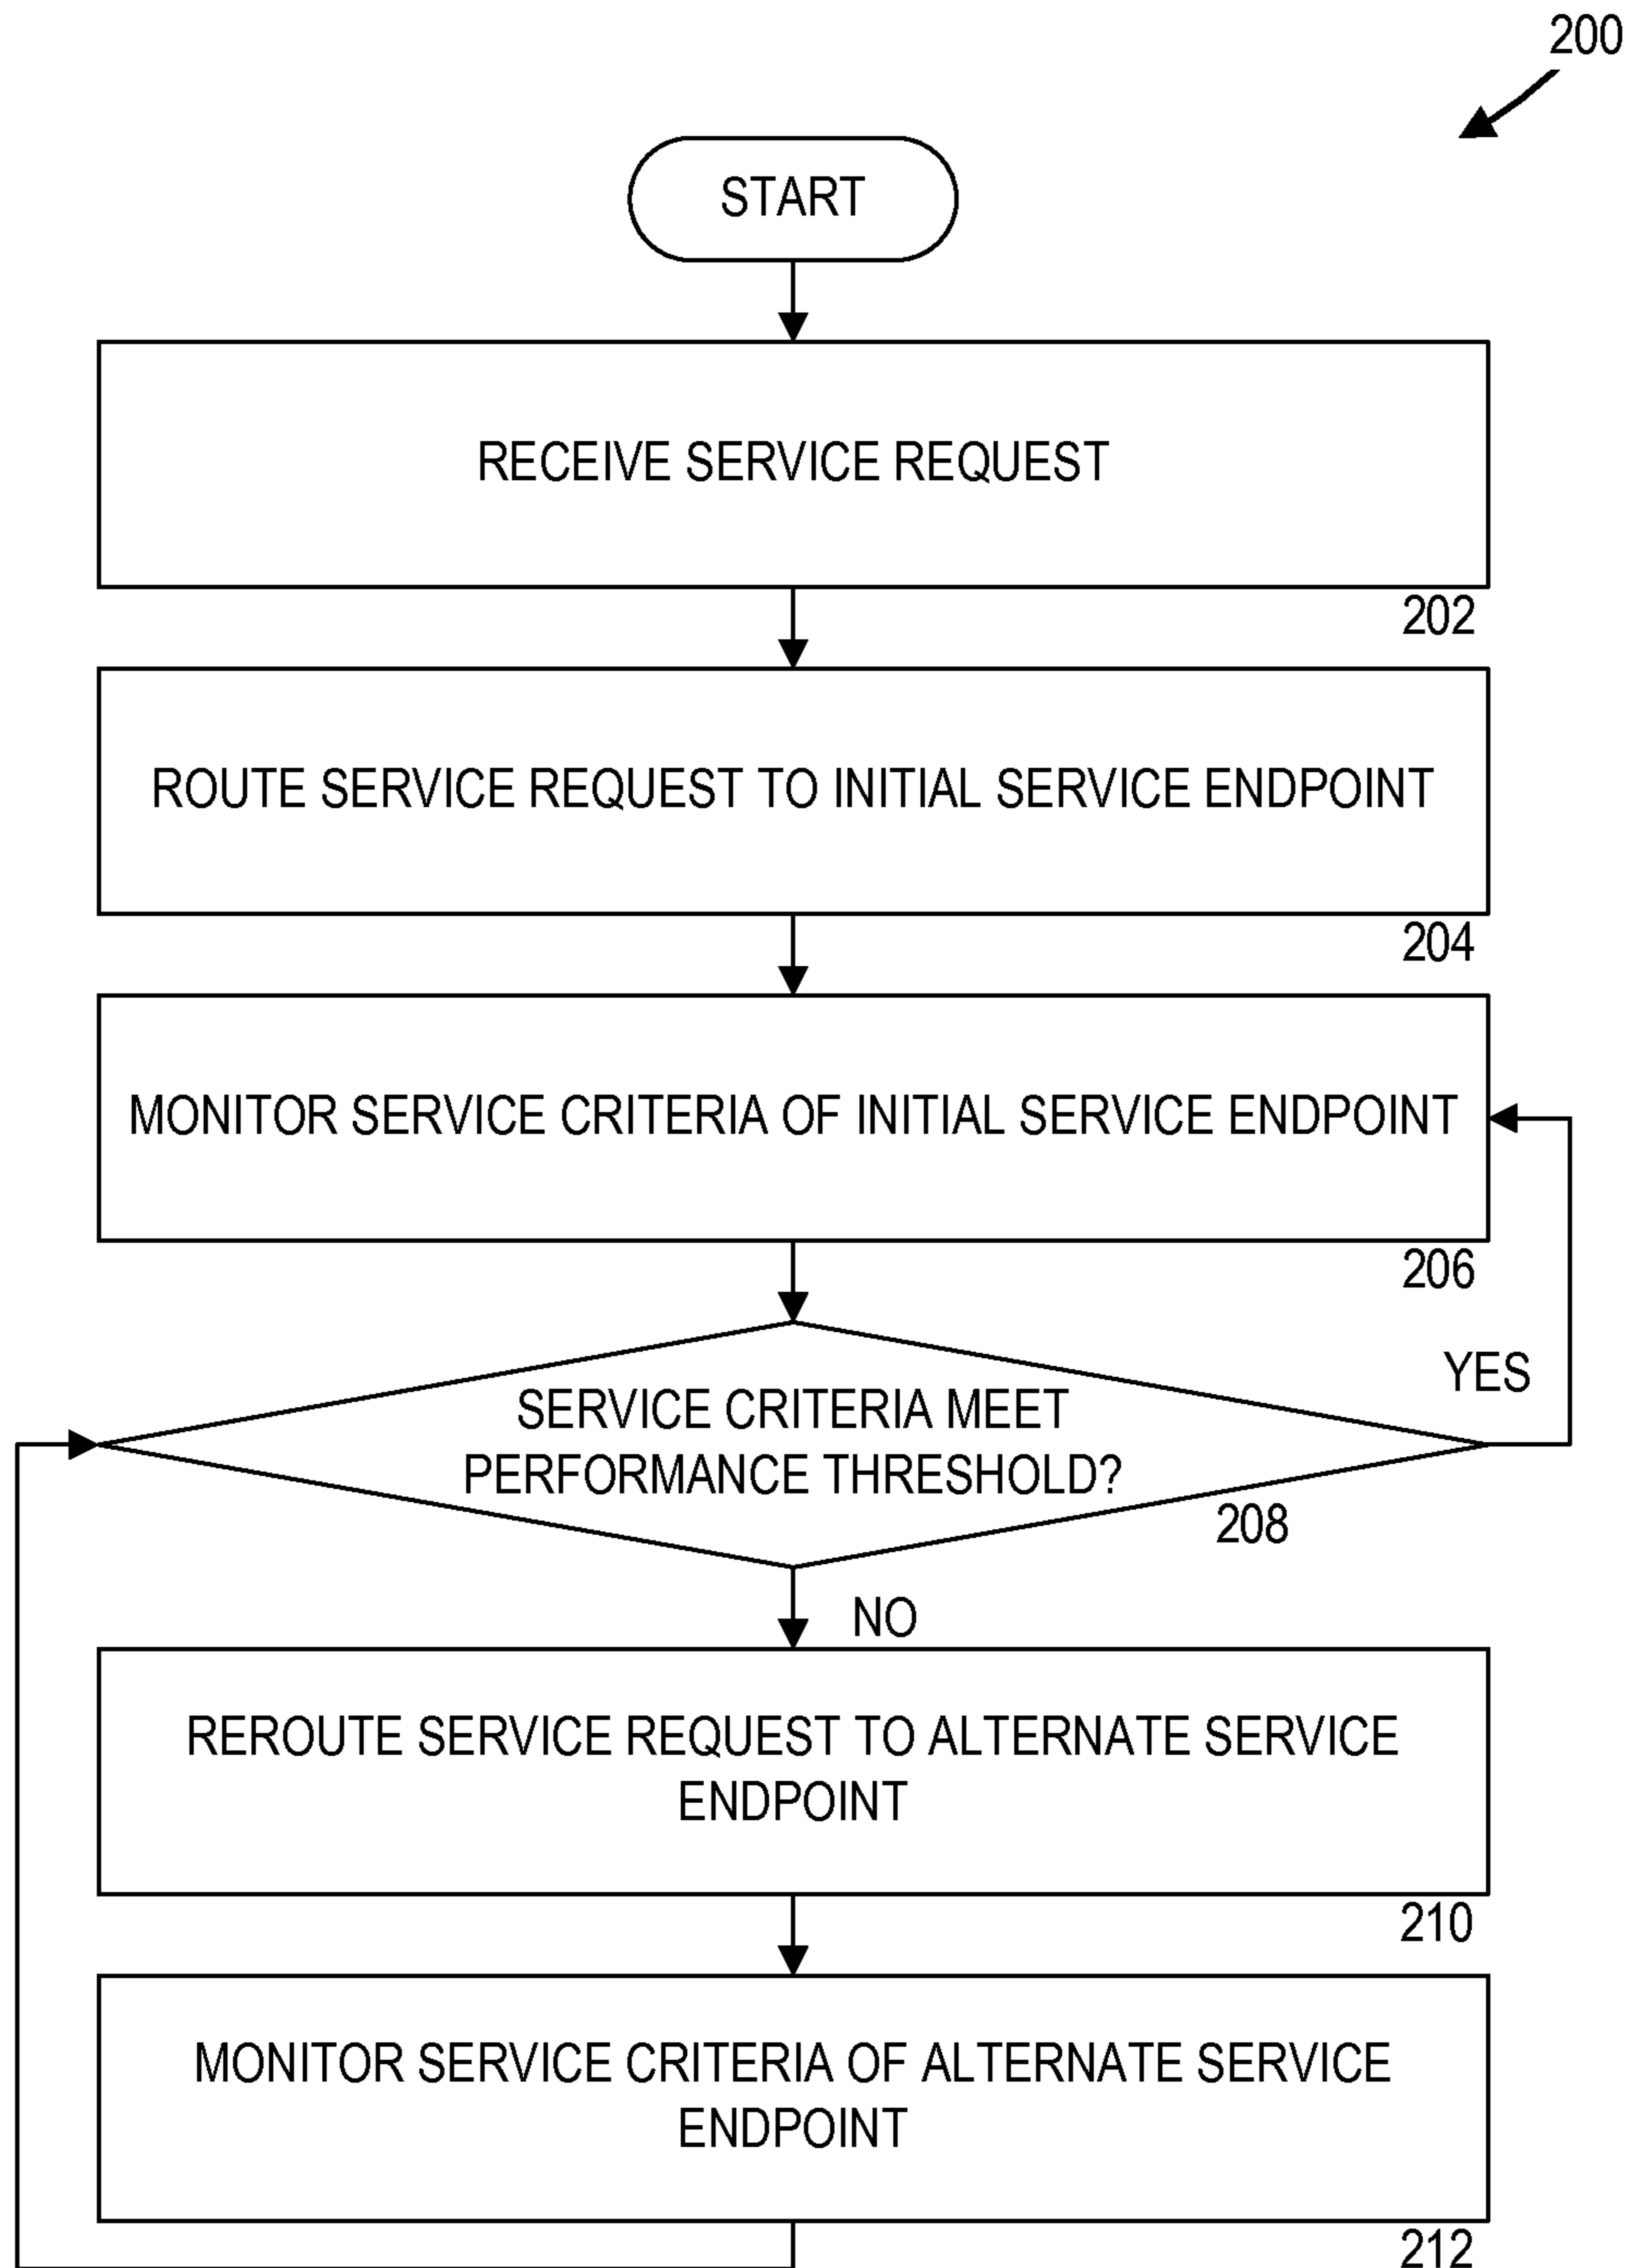 200
START
RECEIVE SERVICE REQUEST
202
ROUTE SERVICE REQUEST TO INITIAL SERVICE ENDPOINT
204
MONITOR SERVICE CRITERIA OF INITIAL SERVICE ENDPOINT
206
YES
SERVICE CRITERIA MEET
PERFORMANCE THRESHOLD?
208
NO
REROUTE SERVICE REQUEST TO ALTERNATE SERVICE
ENDPOINT
210
MONITOR SERVICE CRITERIA OF ALTERNATE SERVICE
ENDPOINT
212